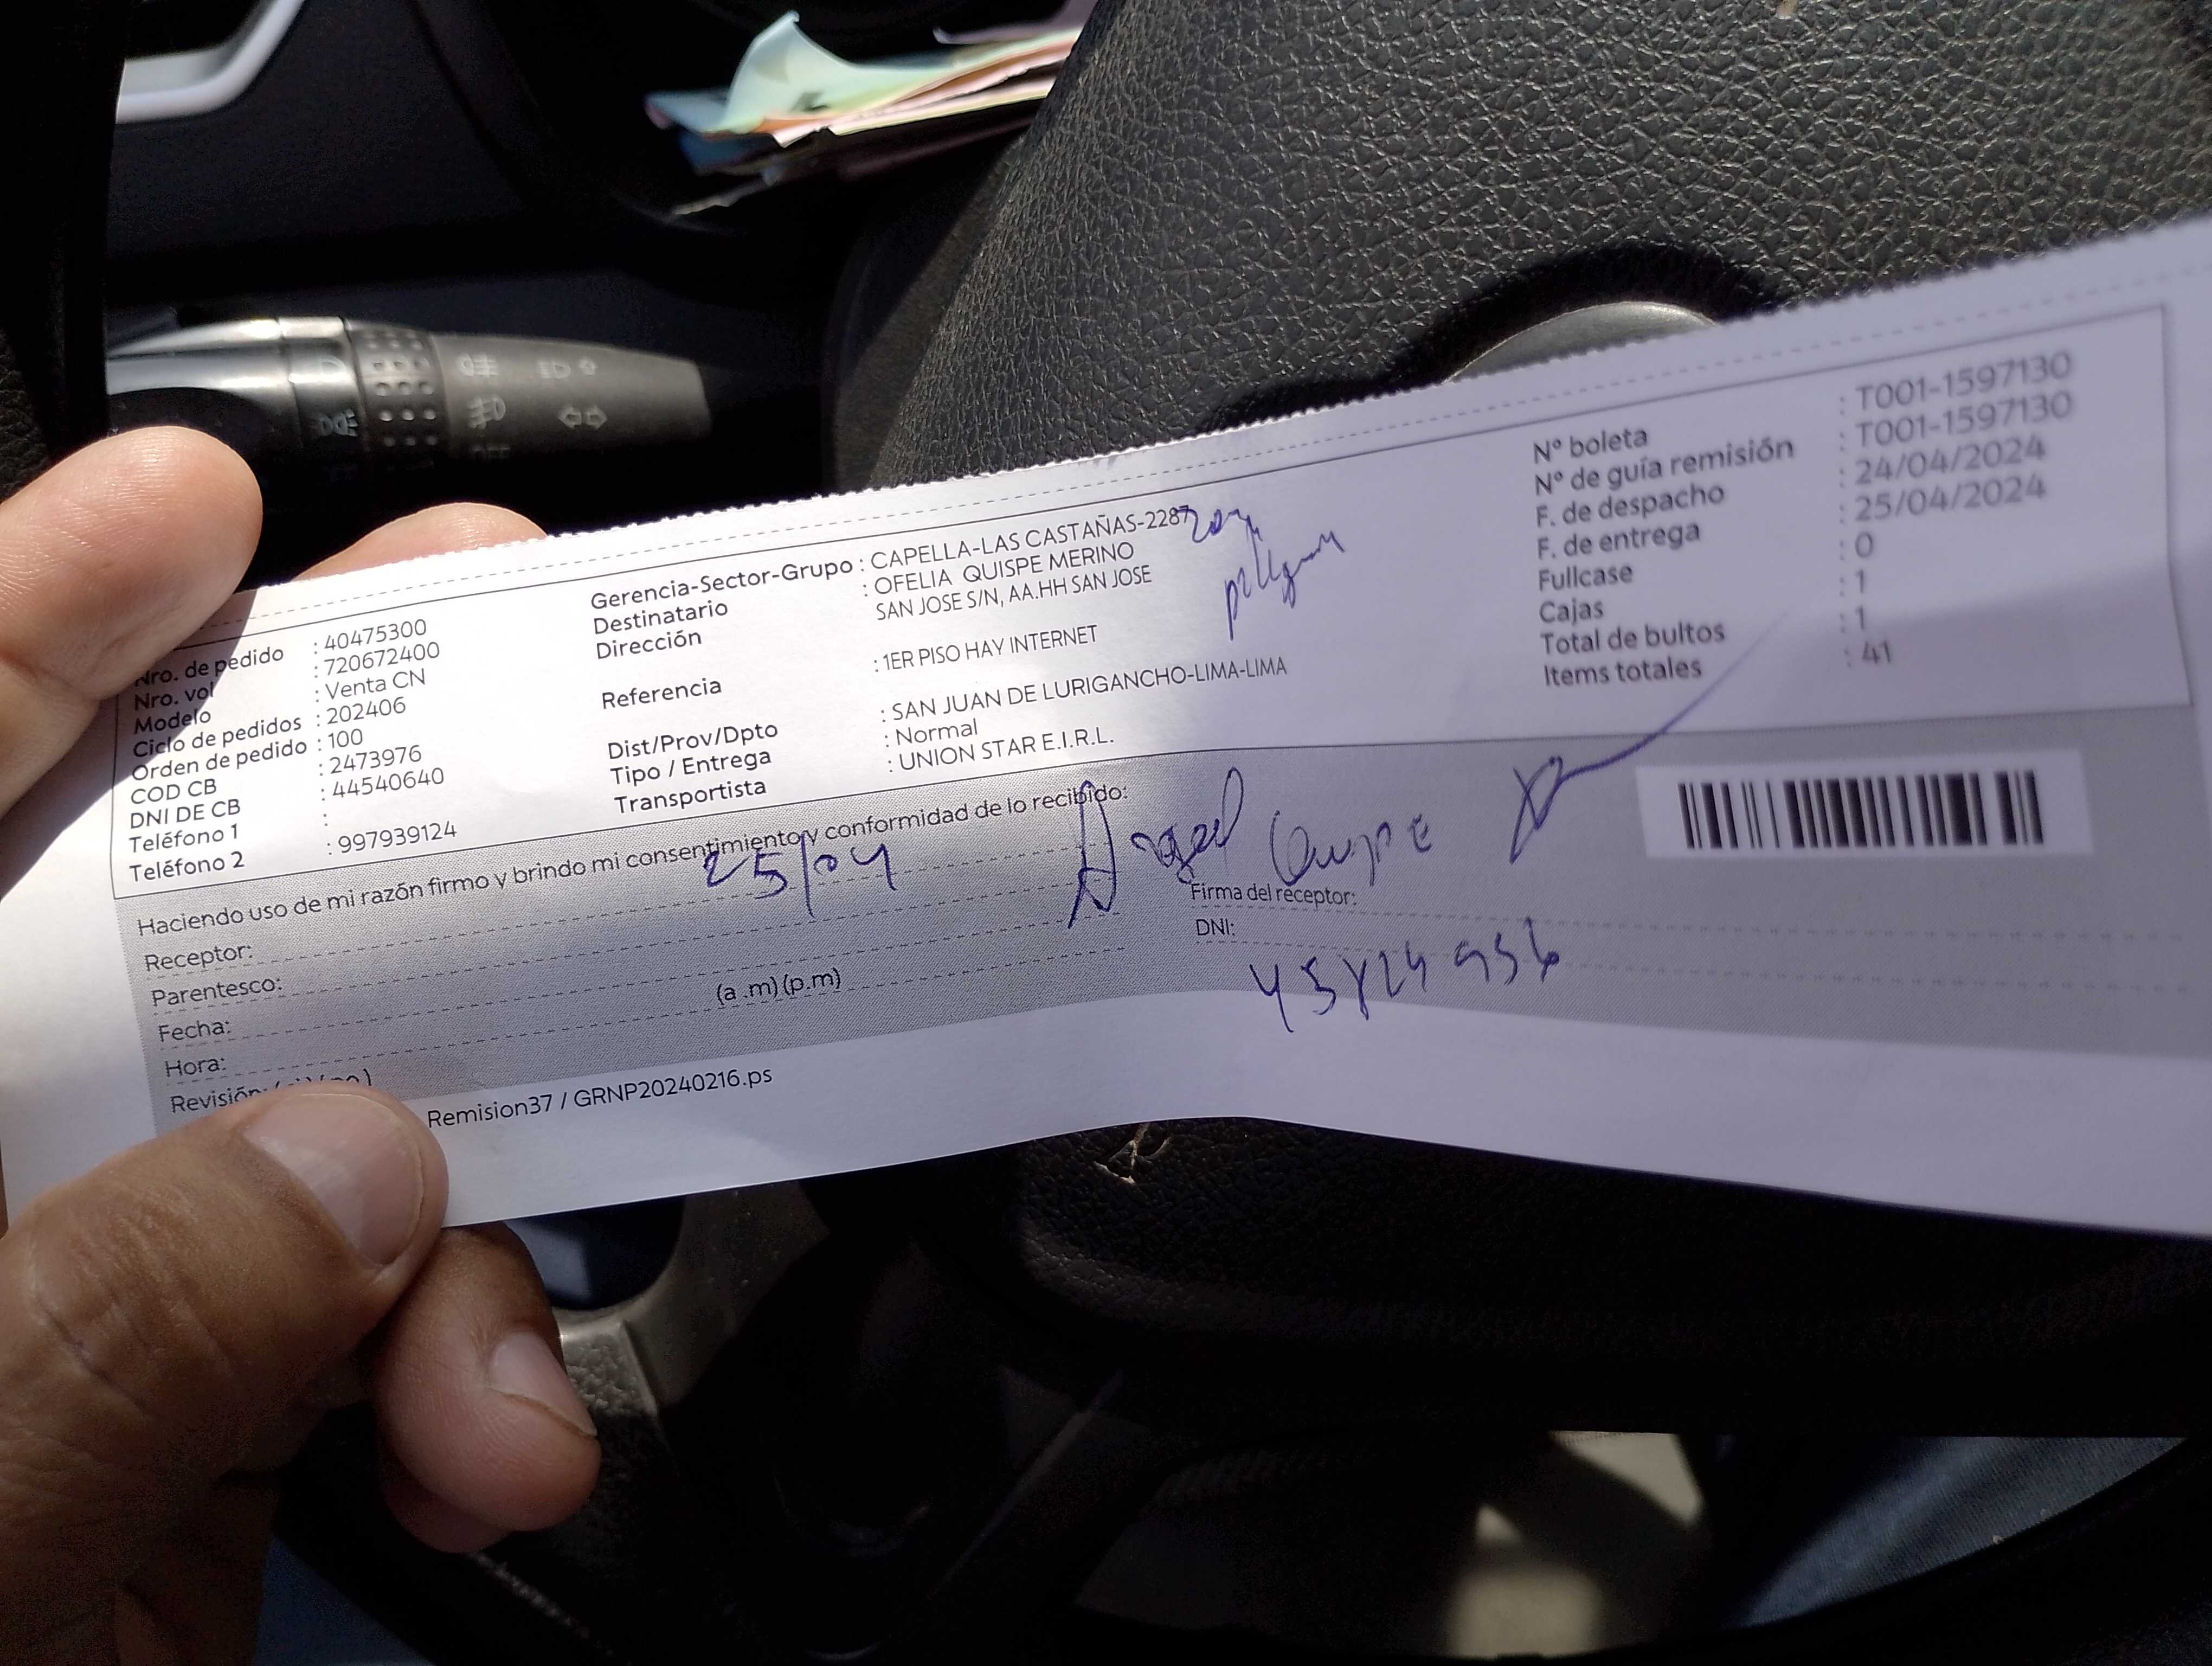 Nro. de pedido : 40475300
Nro. vol : 720672400
Modelo : Venta CN
Ciclo de pedidos : 202406
Orden de pedido : 100
COD CB : 2473976
DNI DE CB : 44540640
Teléfono 1 :
Teléfono 2 : 997939124
Gerencia-Sector-Grupo : CAPELLA-LAS CASTAÑAS-2287
Destinatario : OFELIA QUISPE MERINO
Dirección SAN JOSE S/N, AA.HH SAN JOSE
Referencia : 1ER PISO HAY INTERNET
Dist/Prov/Dpto : SAN JUAN DE LURIGANCHO-LIMA-LIMA
Tipo / Entrega : Normal
Transportista : UNION STAR E.I.R.L.
Nº boleta : T001-1597130
Nº de guía remisión : T001-1597130
F. de despacho : 24/04/2024
F. de entrega : 25/04/2024
Fullcase : 0
Cajas : 1
Total de bultos : 1
Items totales : 41
Haciendo uso de mi razón firmo y brindo mi consentimiento y conformidad de lo recibido:
25/04
Angel Quispe
Receptor:
Parentesco:
Fecha:
Hora: (a .m) (p.m)
Revisión:
Firma del receptor:
DNI:
Remision37 / GRNP20240216.ps